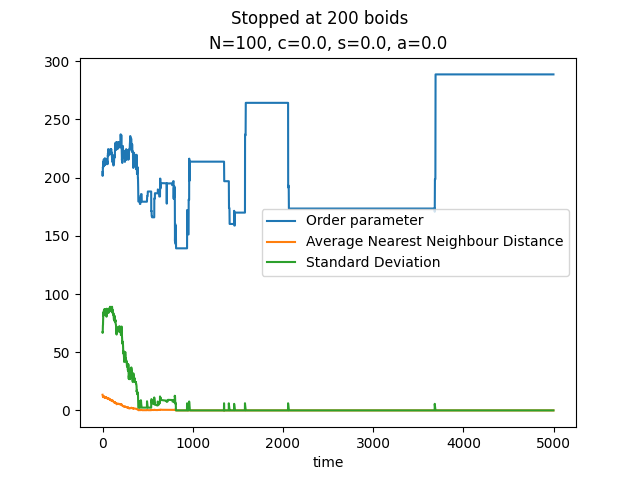 Stopped at 200 boids
N=100, c=0.0, s=0.0, a=0.0
300
250
200
150
100
50
0
Order parameter
Average Nearest Neighbour Distance
Standard Deviation
0 1000 2000 3000 4000 5000
time